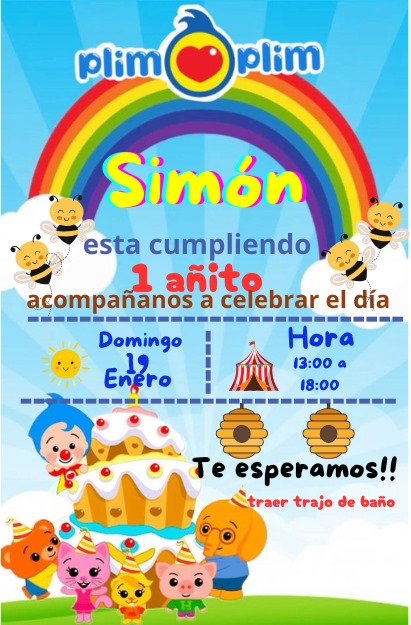 plim plim
Simón
esta cumpliendo
1 añito
acompañanos a celebrar el día
Domingo
19
Enero
Hora
13:00 a
18:00
Te esperamos!!
traer trajo de baño